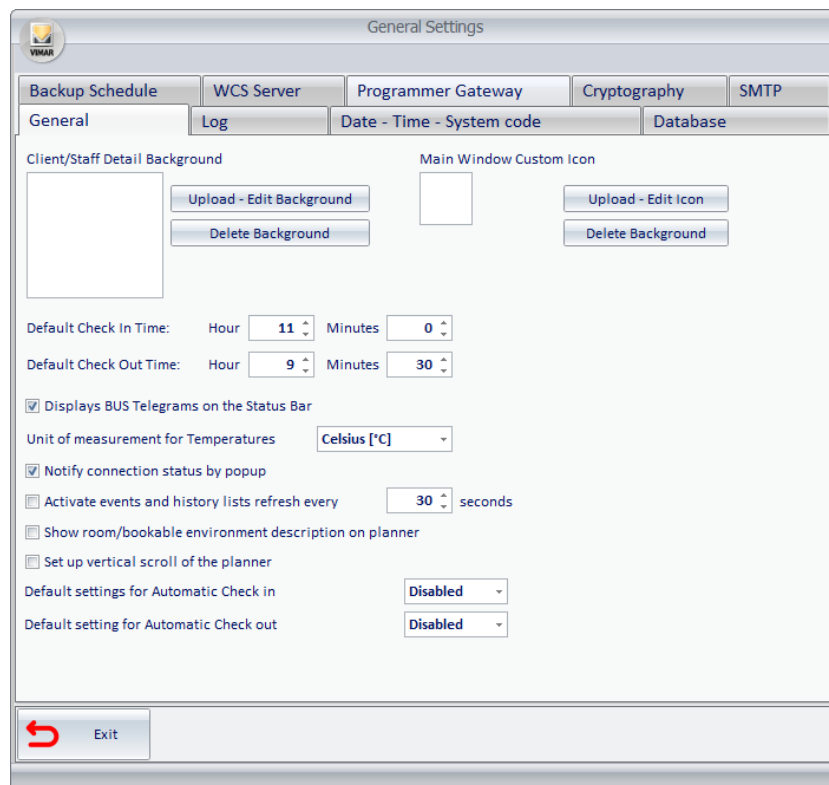 General Settings
VIMAR
Backup Schedule WCS Server Programmer Gateway Cryptography SMTP
General Log Date - Time - System code Database
Client/Staff Detail Background Main Window Custom Icon
Upload - Edit Background Upload - Edit Icon
Delete Background Delete Background
Default Check In Time: Hour 11 Minutes 0
Default Check Out Time: Hour 9 Minutes 30
Displays BUS Telegrams on the Status Bar
Unit of measurement for Temperatures Celsius [°C]
Notify connection status by popup
Activate events and history lists refresh every 30 seconds
Show room/bookable environment description on planner
Set up vertical scroll of the planner
Default settings for Automatic Check in Disabled
Default setting for Automatic Check out Disabled
Exit